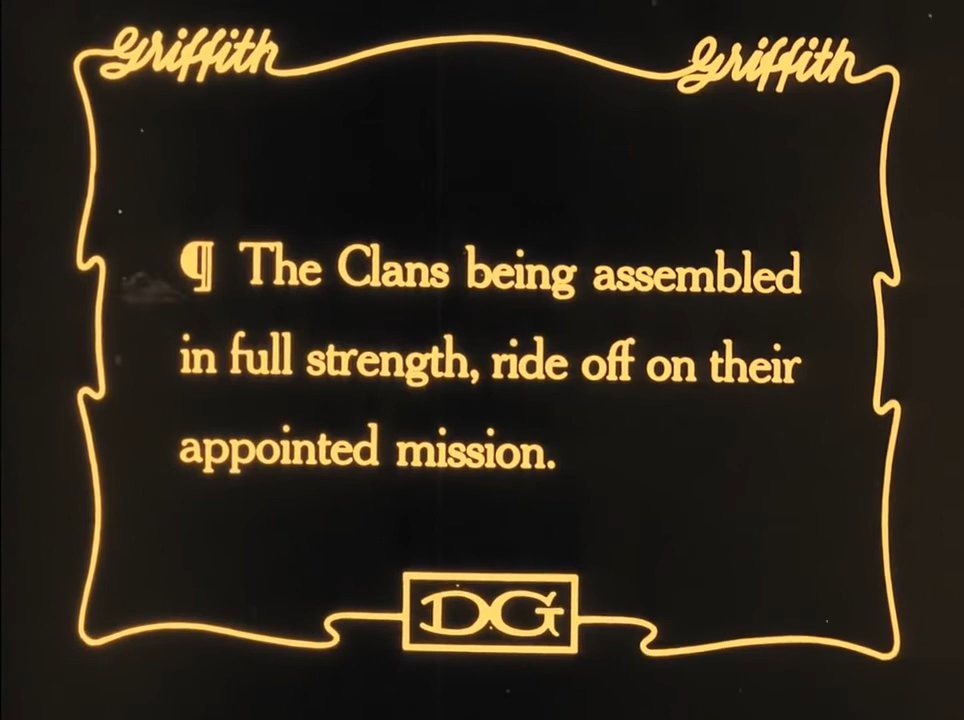 Griffith Griffith
¶ The Clans being assembled
in full strength, ride off on their
appointed mission.
DG